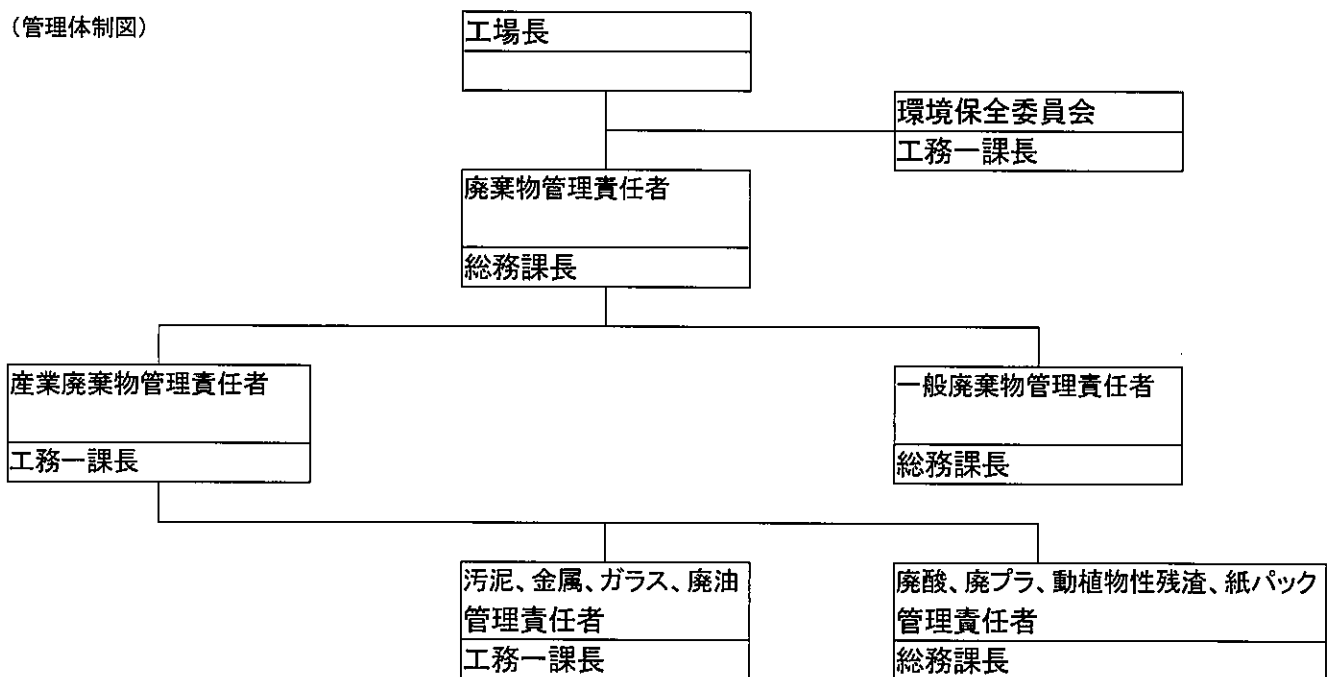 （管理体制図）
工場長
環境保全委員会
工務一課長
廃棄物管理責任者
総務課長
産業廃棄物管理責任者
工務一課長
一般廃棄物管理責任者
総務課長
汚泥、金属、ガラス、廃油
管理責任者
工務一課長
廃酸、廃プラ、動植物性残渣、紙パック
管理責任者
総務課長